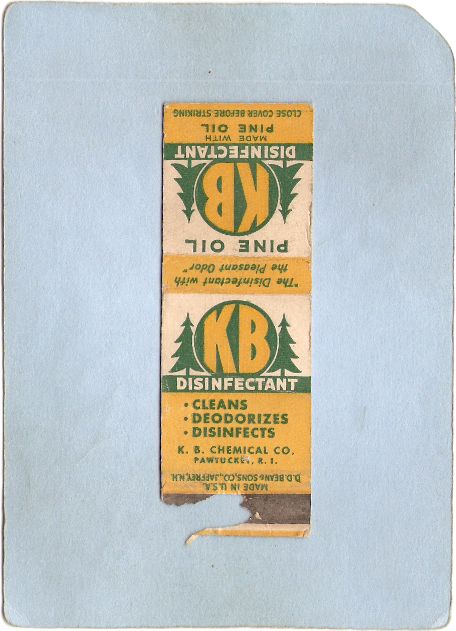 CLOSE COVER BEFORE STRIKING
PINE OIL
MADE WITH
DISINFECTANT
KB
PINE OIL
"The Disinfectant with
the Pleasant Odor"
KB
DISINFECTANT
• CLEANS
• DEODORIZES
• DISINFECTS
K. B. CHEMICAL CO.
PAWTUCKET, R. I.
MADE IN U.S.A.
D.D. BEAN & SONS, CO., JAFFREY, N.H.